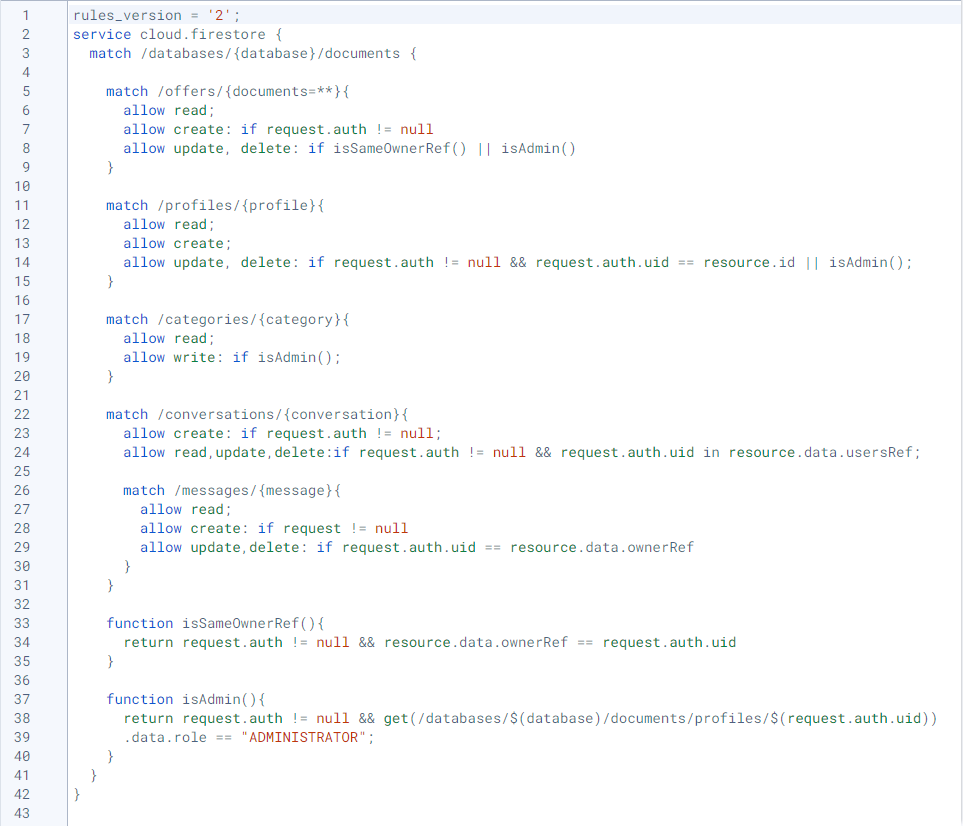 1 rules_version = '2';
2 service cloud.firestore {
3   match /databases/{database}/documents {
4
5     match /offers/{documents=**}{
6       allow read;
7       allow create: if request.auth != null
8       allow update, delete: if isSameOwnerRef() || isAdmin()
9     }
10
11     match /profiles/{profile}{
12       allow read;
13       allow create;
14       allow update, delete: if request.auth != null && request.auth.uid == resource.id || isAdmin();
15     }
16
17     match /categories/{category}{
18       allow read;
19       allow write: if isAdmin();
20     }
21
22     match /conversations/{conversation}{
23       allow create: if request.auth != null;
24       allow read,update,delete:if request.auth != null && request.auth.uid in resource.data.usersRef;
25
26       match /messages/{message}{
27         allow read;
28         allow create: if request != null
29         allow update,delete: if request.auth.uid == resource.data.ownerRef
30       }
31     }
32
33     function isSameOwnerRef(){
34       return request.auth != null && resource.data.ownerRef == request.auth.uid
35     }
36
37     function isAdmin(){
38       return request.auth != null && get(/databases/$(database)/documents/profiles/$(request.auth.uid))
39       .data.role == "ADMINISTRATOR";
40     }
41   }
42 }
43